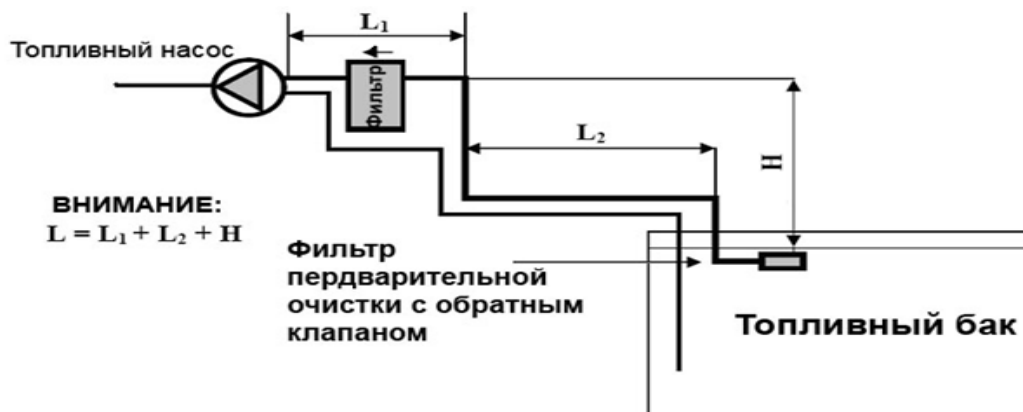 L₁
Топливный насос
Фильтр
L₂
H
ВНИМАНИЕ:
L = L₁ + L₂ + H
Фильтр
пердварительной
очистки с обратным
клапаном
Топливный бак